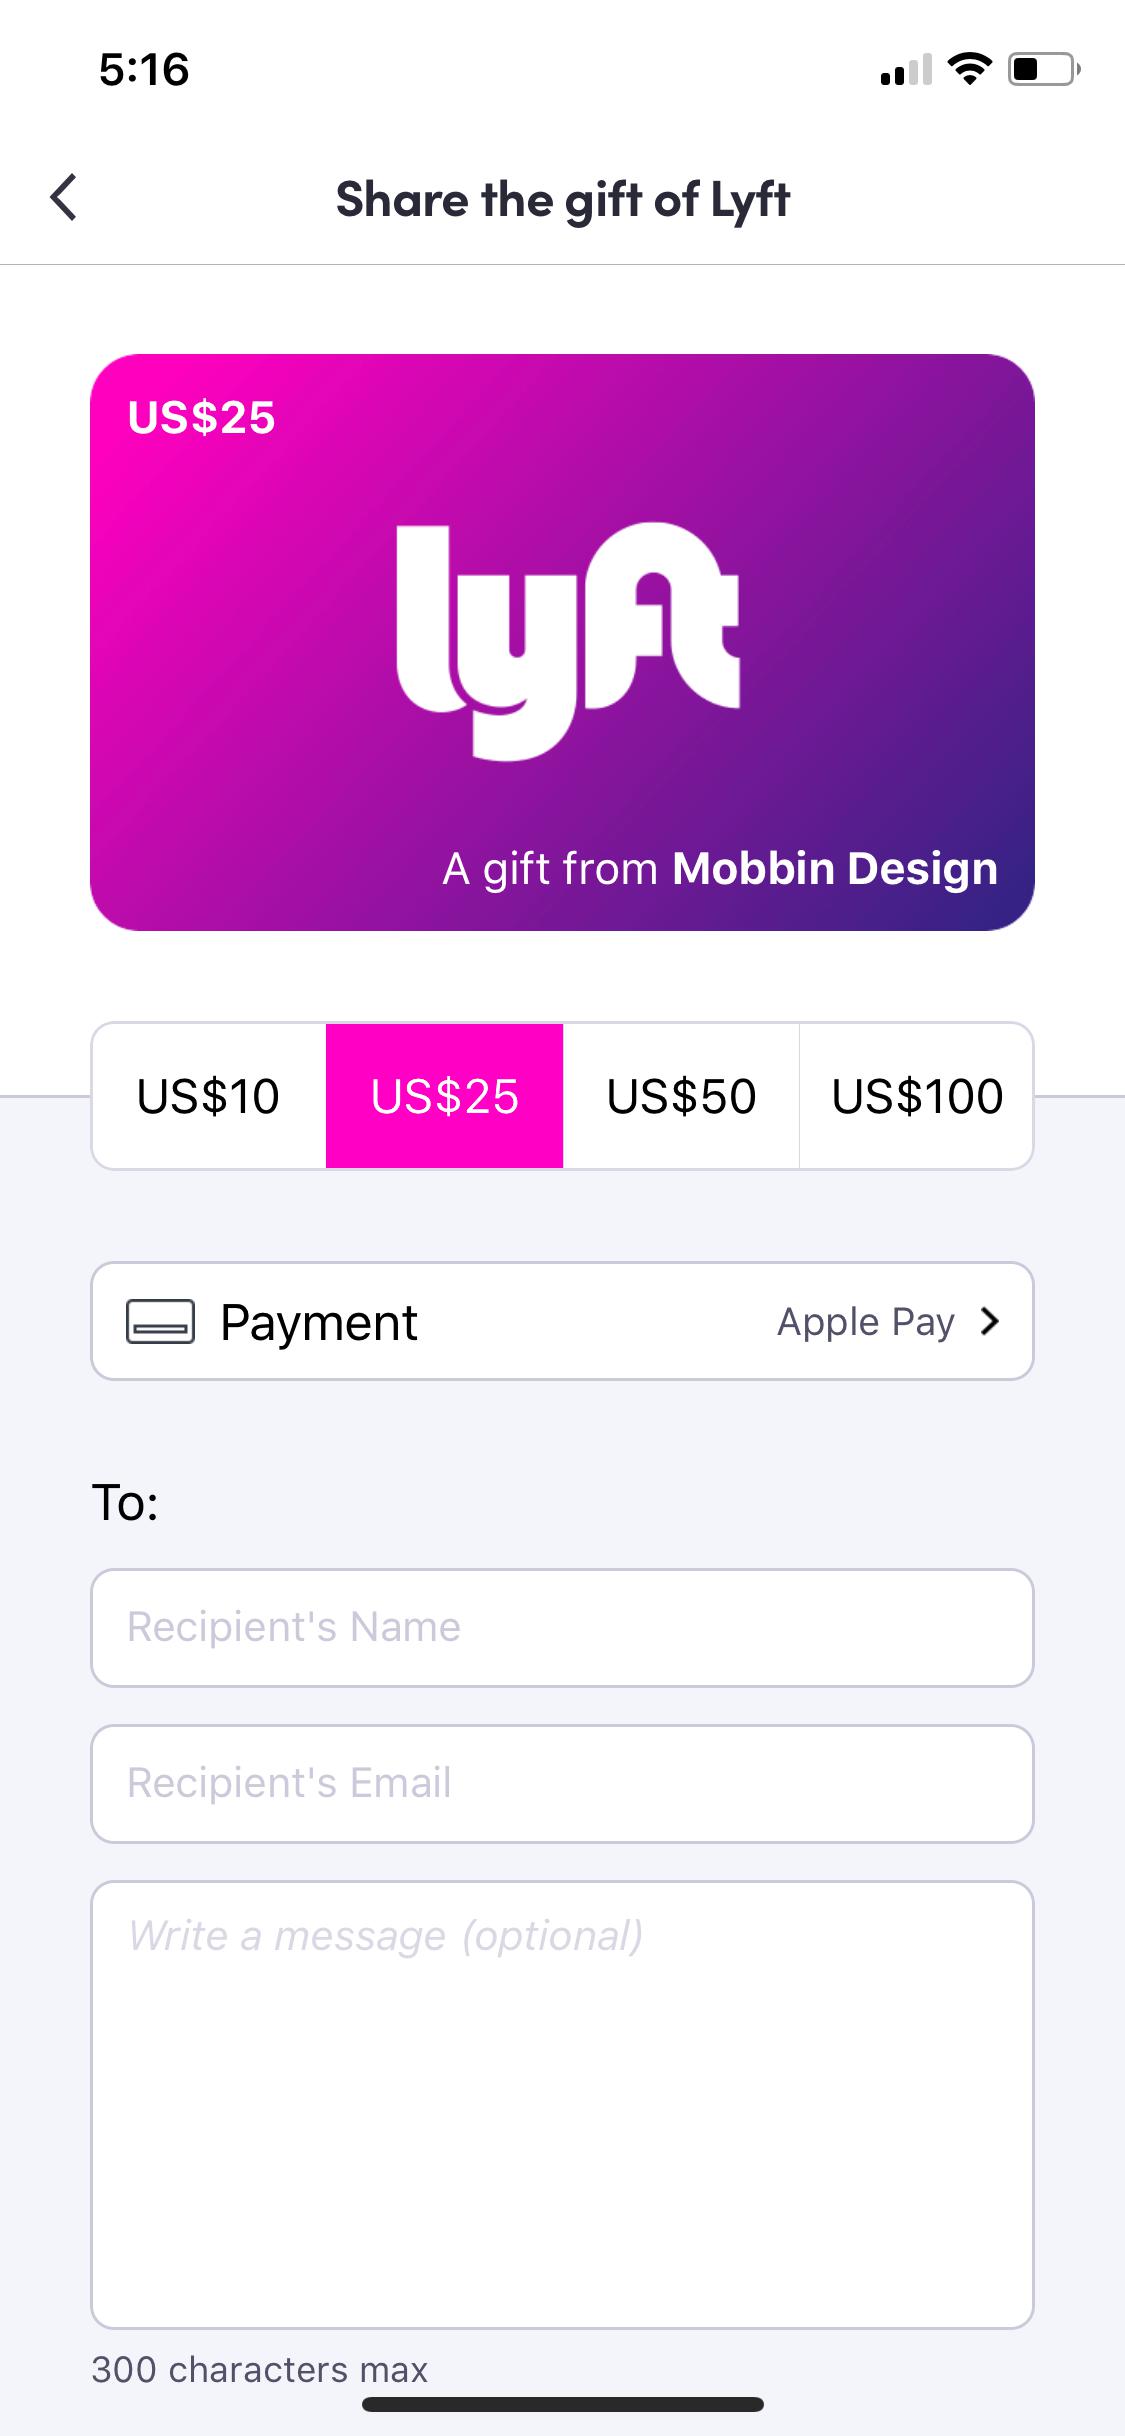 5:16
Share the gift of Lyft
US$25
lyft
A gift from Mobbin Design
US$10 US$25 US$50 US$100
Payment Apple Pay
To:
Recipient's Name
Recipient's Email
Write a message (optional)
300 characters max